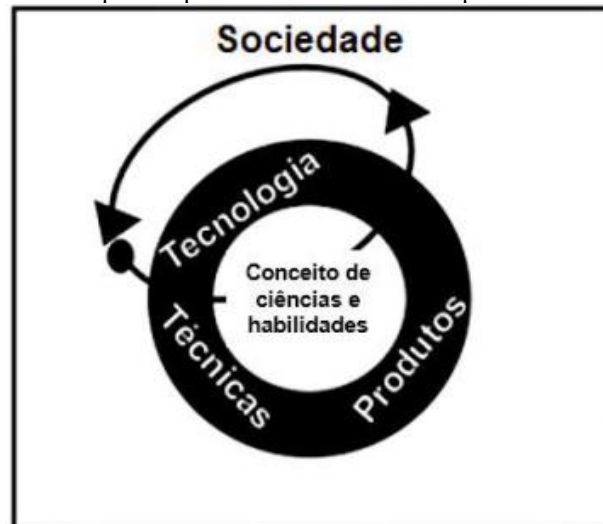 Sociedade
Tecnologia
Conceito de
ciências e
habilidades
Técnicas
Produtos